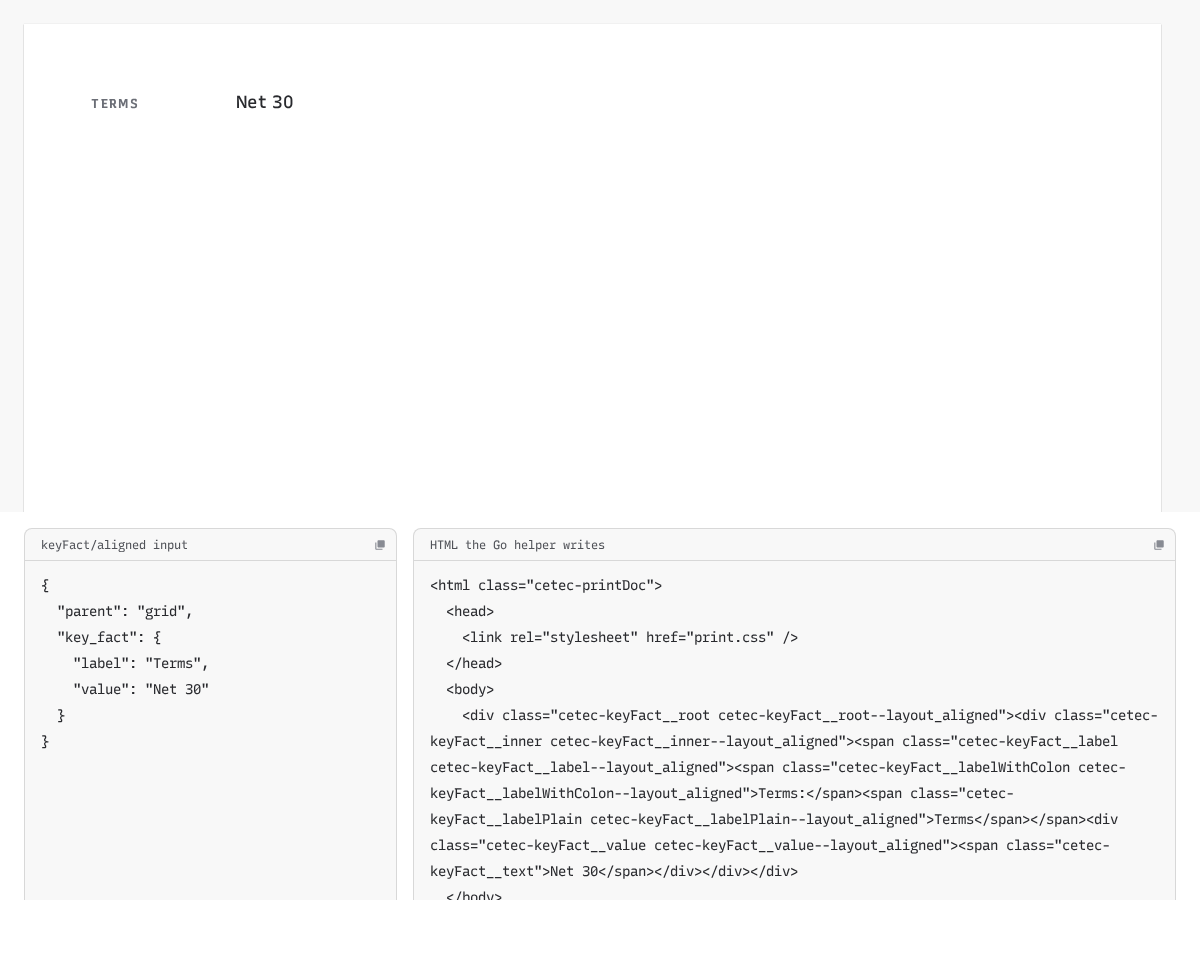 TERMS Net 30
keyFact/aligned input
{
  "parent": "grid",
  "key_fact": {
    "label": "Terms",
    "value": "Net 30"
  }
}
HTML the Go helper writes
<html class="cetec-printDoc">
  <head>
    <link rel="stylesheet" href="print.css" />
  </head>
  <body>
    <div class="cetec-keyFact__root cetec-keyFact__root--layout_aligned"><div class="cetec-
keyFact__inner cetec-keyFact__inner--layout_aligned"><span class="cetec-keyFact__label
cetec-keyFact__label--layout_aligned"><span class="cetec-keyFact__labelWithColon cetec-
keyFact__labelWithColon--layout_aligned">Terms:</span><span class="cetec-
keyFact__labelPlain cetec-keyFact__labelPlain--layout_aligned">Terms</span></span><div
class="cetec-keyFact__value cetec-keyFact__value--layout_aligned"><span class="cetec-
keyFact__text">Net 30</span></div></div></div>
  </body>